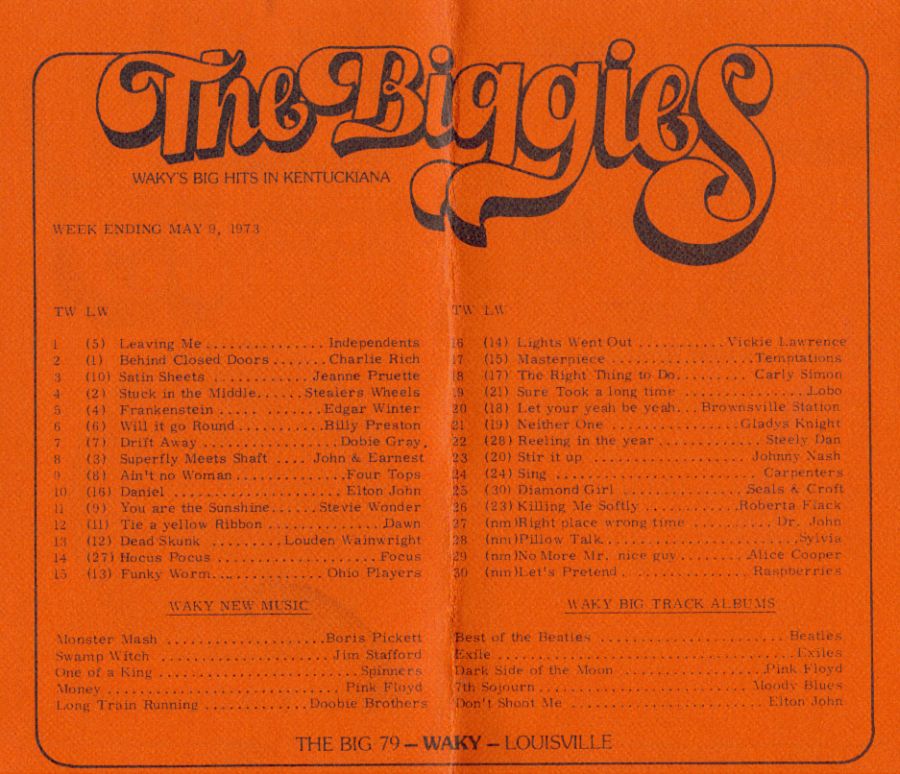 The Biggies
WAKY'S BIG HITS IN KENTUCKIANA
WEEK ENDING MAY 9, 1973
TW LW
1 (5) Leaving Me ............... Independents
2 (1) Behind Closed Doors ....... Charlie Rich
3 (10) Satin Sheets ............ Jeanne Pruette
4 (2) Stuck in the Middle ...... Stealers Wheels
5 (4) Frankenstein ..... ........ Edgar Winter
6 (6) Will it go Round ........... Billy Preston
7 (7) Drift Away ................. Dobie Gray
8 (3) Superfly Meets Shaft .... John & Earnest
9 (8) Ain't no Woman .............. Four Tops
10 (16) Daniel ..................... Elton John
11 (9) You are the Sunshine ...... Stevie Wonder
12 (11) Tie a yellow Ribbon .............. Dawn
13 (12) Dead Skunk .......... Louden Wainwright
14 (27) Hocus Pocus ..................... Focus
15 (13) Funky Worm .............. Ohio Players
WAKY NEW MUSIC
Monster Mash .................... Boris Pickett
Swamp Witch ..................... Jim Stafford
One of a King ........................ Spinners
Money ............................. Pink Floyd
Long Train Running ........... Doobie Brothers
TW LW
16 (14) Lights Went Out .......... Vickie Lawrence
17 (15) Masterpiece ................. Temptations
18 (17) The Right Thing to Do ......... Carly Simon
19 (21) Sure Took a long time ............... Lobo
20 (18) Let your yeah be yeah ... Brownsville Station
21 (19) Neither One ................ Gladys Knight
22 (28) Reeling in the year ............ Steely Dan
23 (20) Stir it up .................. Johnny Nash
24 (24) Sing ......................... Carpenters
25 (30) Diamond Girl .............. Seals & Croft
26 (23) Killing Me Softly ........... Roberta Flack
27 (nm) Right place wrong time .......... Dr. John
28 (nm) Pillow Talk ....................... Sylvia
29 (nm) No More Mr. nice guy ........ Alice Cooper
30 (nm) Let's Pretend ............... Raspberries
WAKY BIG TRACK ALBUMS
Best of the Beatles ...................... Beatles
Exile .................................. Exiles
Dark Side of the Moon ................ Pink Floyd
7th Sojourn .......................... Moody Blues
Don't Shoot Me ....................... Elton John
THE BIG 79 – WAKY – LOUISVILLE